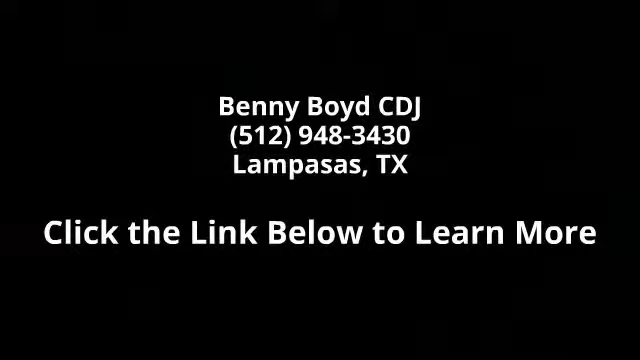 Benny Boyd CDJ
(512) 948-3430
Lampasas, TX
Click the Link Below to Learn More